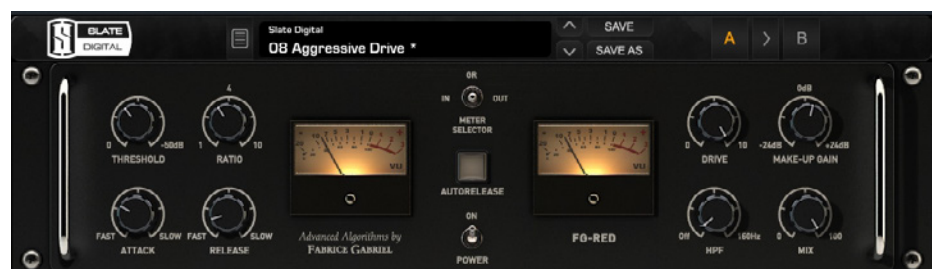 SLATE
DIGITAL
Slate Digital
08 Aggressive Drive *
SAVE
SAVE AS
A
B
GR
IN
OUT
METER
SELECTOR
4
0
-50dB
THRESHOLD
1
10
RATIO
VU
AUTORELEASE
VU
0
10
DRIVE
0dB
-24dB
+24dB
MAKE-UP GAIN
FAST
SLOW
ATTACK
FAST
SLOW
RELEASE
Advanced Algorithms by
FABRICE GABRIEL
ON
POWER
FG-RED
Off
160Hz
HPF
0
100
MIX